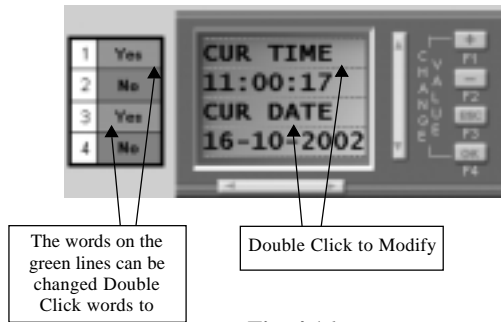 1 Yes
2 No
3 Yes
4 No
CUR TIME
11:00:17
CUR DATE
16-10-2002
CHANGE
VALUE
+
F1
-
F2
ESC
F3
OK
F4
The words on the
green lines can be
changed Double
Click words to
Double Click to Modify